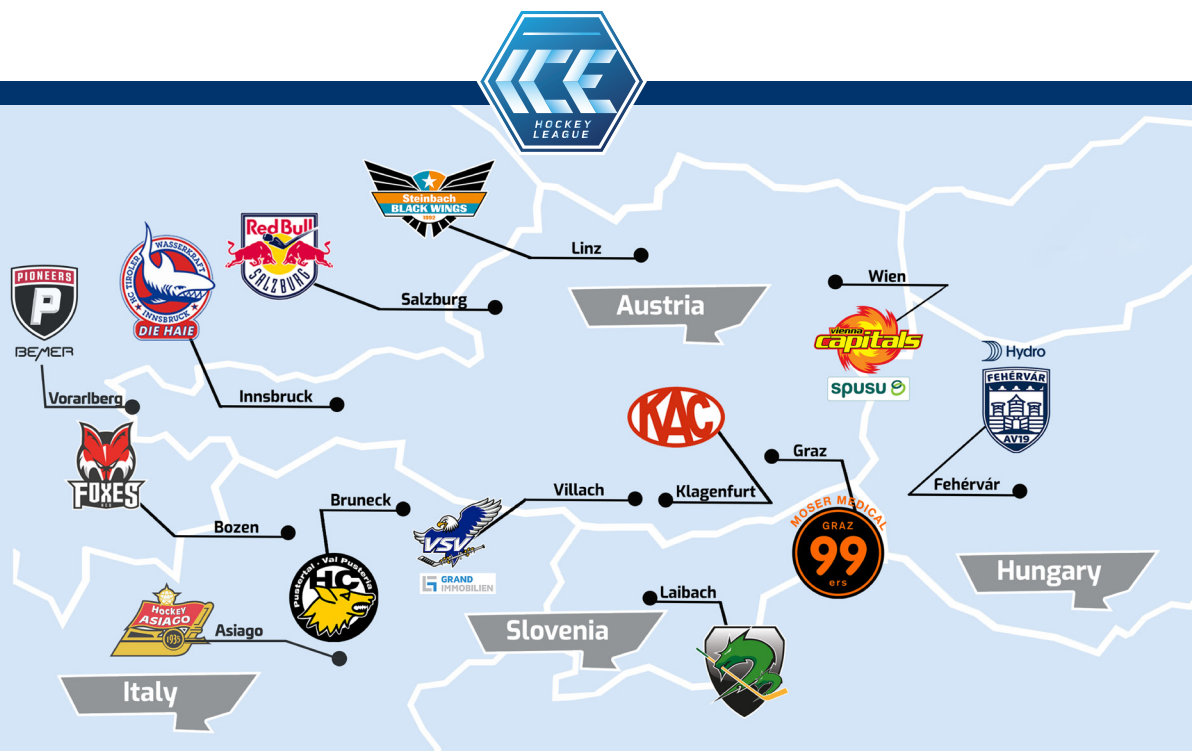 ICE
HOCKEY
LEAGUE
Steinbach
BLACK WINGS
1992
Linz
Red Bull
SALZBURG
Salzburg
HC TIROLER WASSERKRAFT
INNSBRUCK
DIE HAIE
Innsbruck
PIONEERS
P
BEMER
Vorarlberg
Austria
Wien
vienna
capitals
spusu
Hydro
FEHÉRVÁR
AV19
Fehérvár
KAC
Klagenfurt
Graz
MOSER MEDICAL
GRAZ
99
ers
FOXES
Bozen
Bruneck
Pustertal · Val Pusteria
HC
Villach
VSV
GRAND
IMMOBILIEN
Hungary
Laibach
Slovenia
HOCKEY
ASIAGO
1935
Asiago
Italy